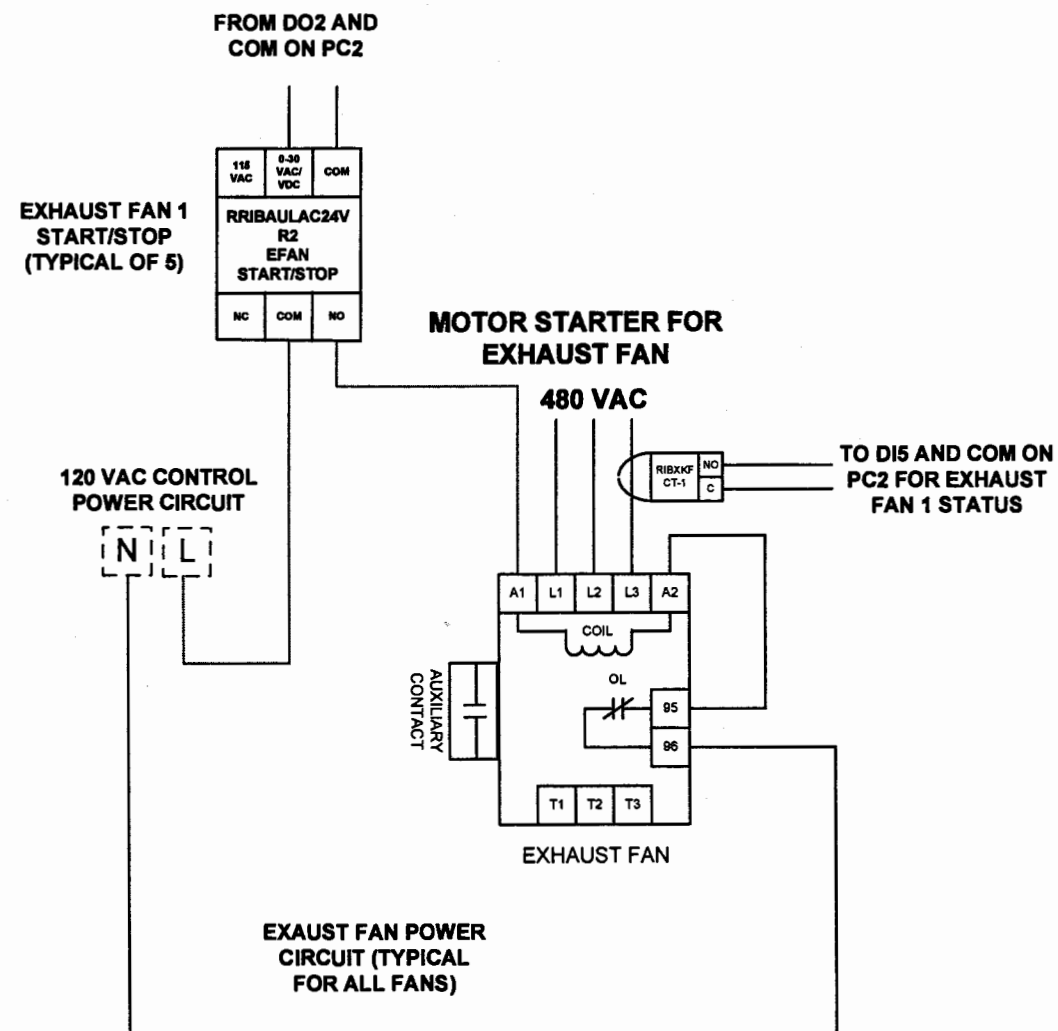 FROM DO2 AND
COM ON PC2
115
VAC
0-30
VAC/
VDC
COM
EXHAUST FAN 1
START/STOP
(TYPICAL OF 5)
RRIBAULAC24V
R2
EFAN
START/STOP
NC
COM
NO
MOTOR STARTER FOR
EXHAUST FAN
480 VAC
120 VAC CONTROL
POWER CIRCUIT
N
L
RIBXKF
CT-1
NO
C
TO DI5 AND COM ON
PC2 FOR EXHAUST
FAN 1 STATUS
A1
L1
L2
L3
A2
COIL
OL
95
96
AUXILIARY
CONTACT
T1
T2
T3
EXHAUST FAN
EXAUST FAN POWER
CIRCUIT (TYPICAL
FOR ALL FANS)